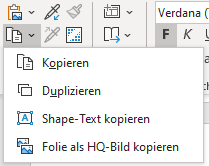 Verdana (
F K
Kopieren
Duplizieren
Shape-Text kopieren
Folie als HQ-Bild kopieren